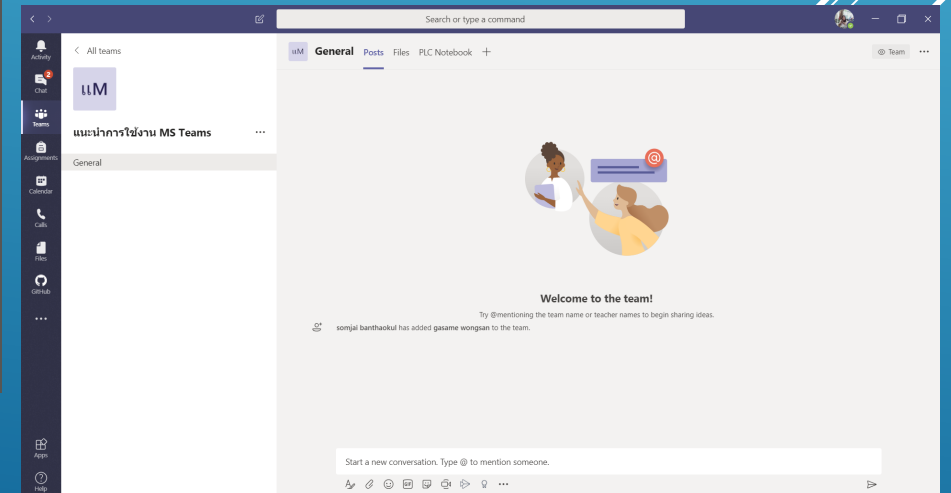 Search or type a command
Activity
Chat
2
Teams
Assignments
Calendar
Calls
Files
GitHub
Apps
Help
All teams
แM
แนะนำการใช้งาน MS Teams
General
แM General Posts Files PLC Notebook
Team
@
Welcome to the team!
Try @mentioning the team name or teacher names to begin sharing ideas.
somjai banthaokul has added gasame wongsan to the team.
Start a new conversation. Type @ to mention someone.
GIF